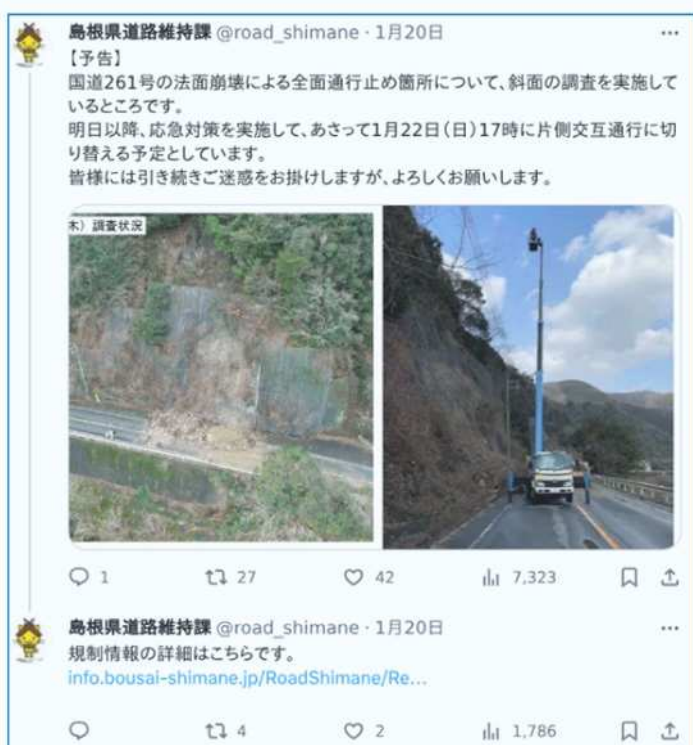 島根県道路維持課 @road_shimane · 1月20日
【予告】
国道261号の法面崩壊による全面通行止め箇所について、斜面の調査を実施して
いるところです。
明日以降、応急対策を実施して、あさって1月22日(日)17時に片側交互通行に切
り替える予定としています。
皆様には引き続きご迷惑をお掛けしますが、よろしくお願いします。
木）調査状況
1 27 42 7,323
島根県道路維持課 @road_shimane · 1月20日
規制情報の詳細はこちらです。
info.bousai-shimane.jp/RoadShimane/Re...
4 2 1,786